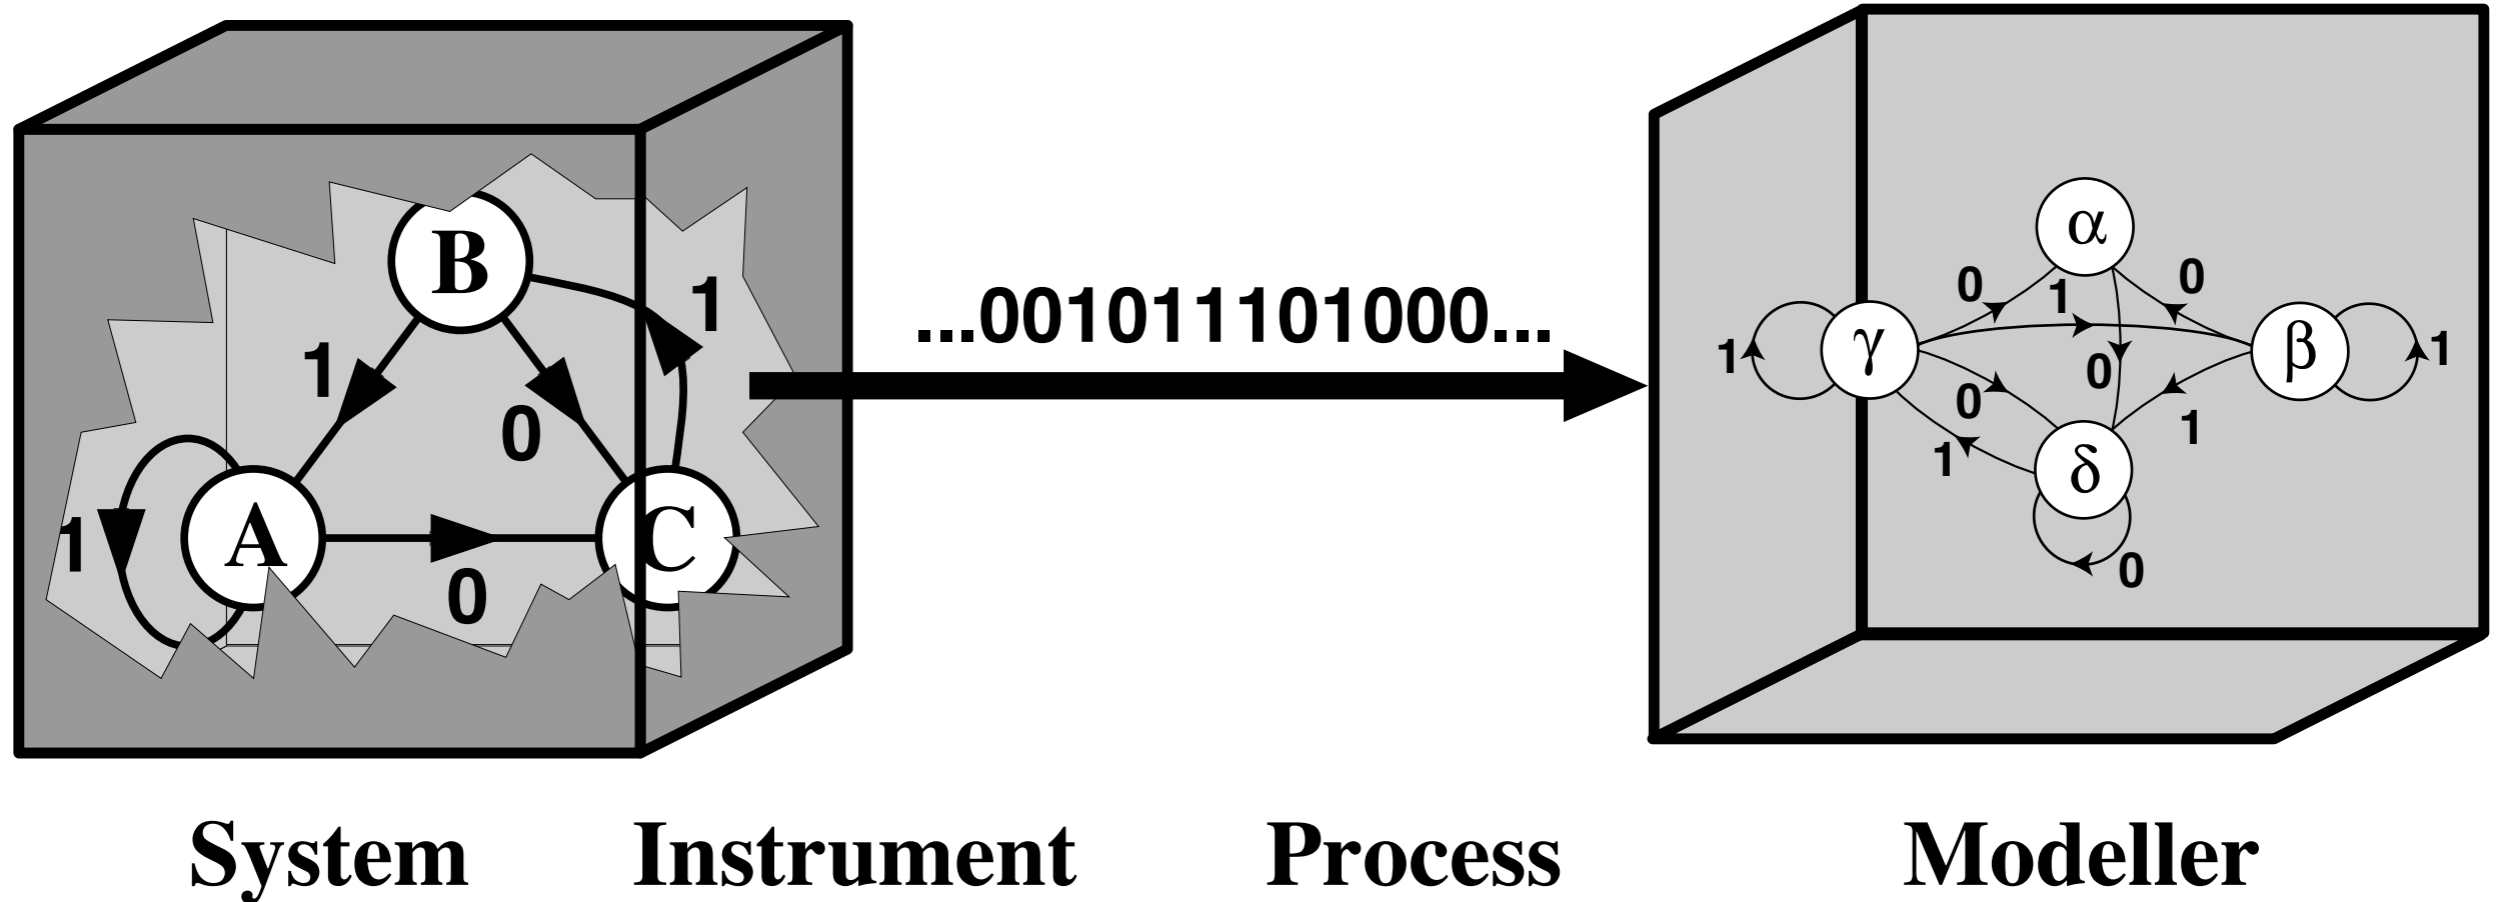 B
1
1
0
A
1
C
0
...001011101000...
α
0
1
0
1
γ
β
1
0
0
1
1
δ
0
System
Instrument
Process
Modeller